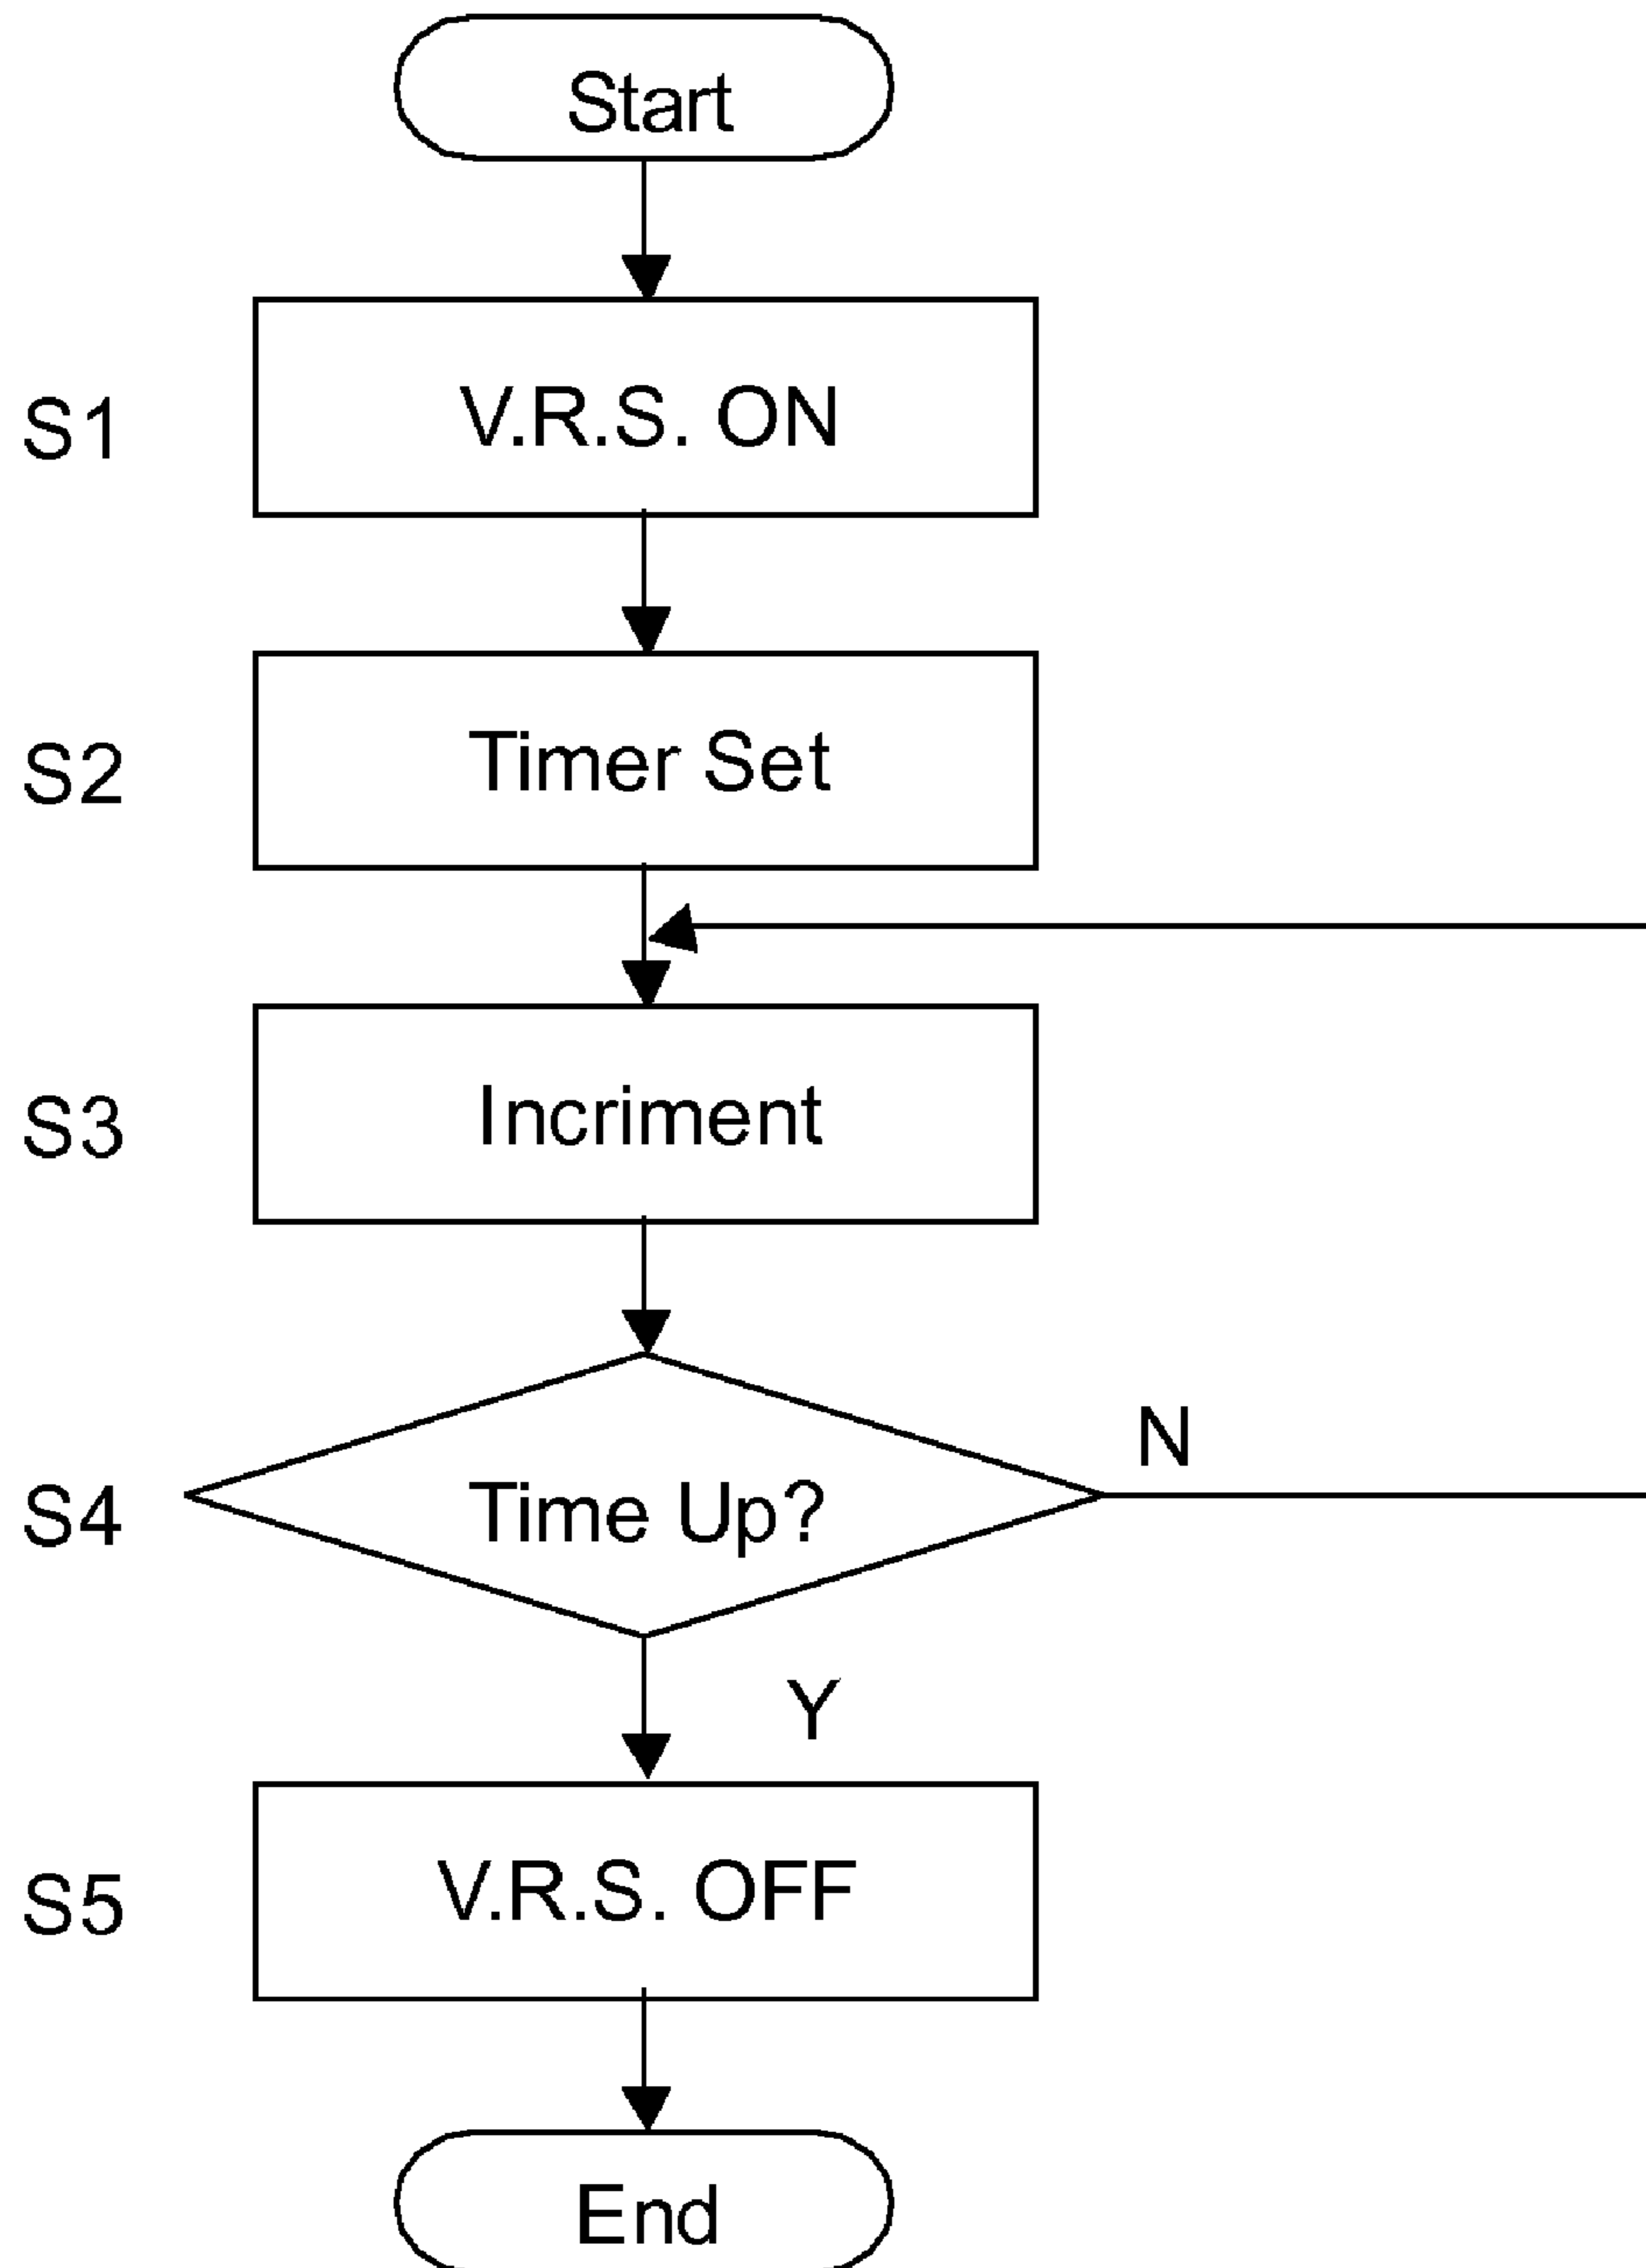 Start
S1
V.R.S. ON
S2
Timer Set
S3
Incriment
S4
Time Up?
N
Y
S5
V.R.S. OFF
End